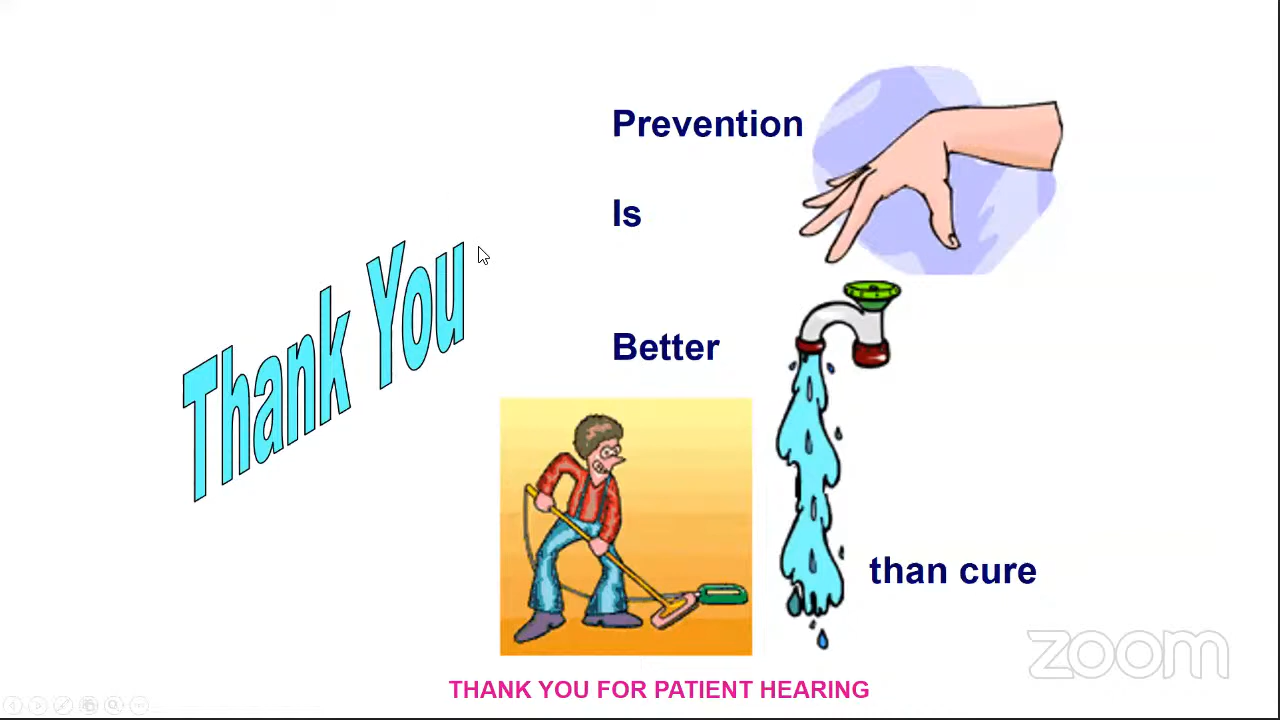 Prevention
Is
Thank You
Better
than cure
zoom
THANK YOU FOR PATIENT HEARING